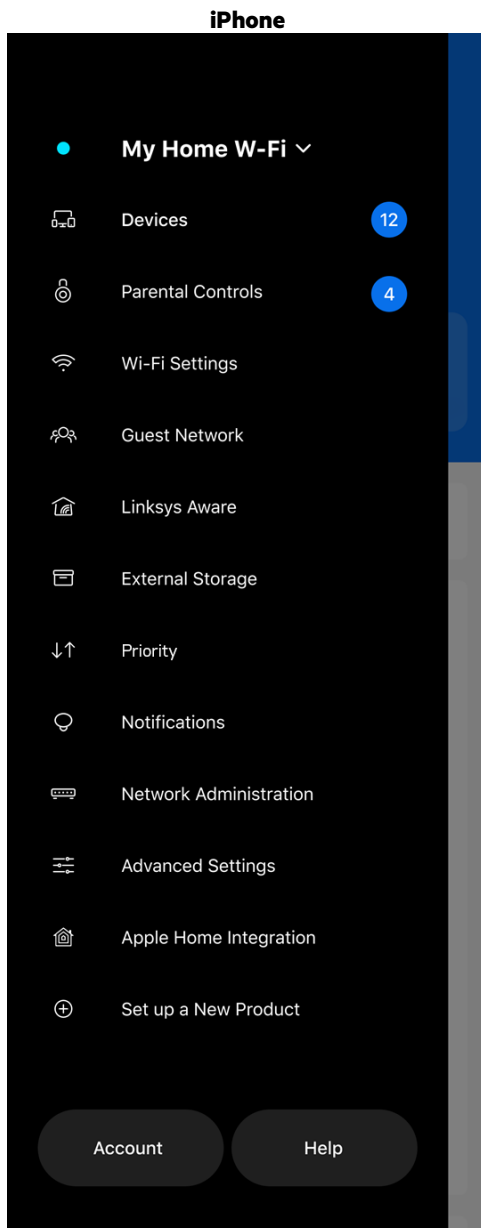 iPhone
My Home W-Fi
Devices 12
Parental Controls 4
Wi-Fi Settings
Guest Network
Linksys Aware
External Storage
Priority
Notifications
Network Administration
Advanced Settings
Apple Home Integration
Set up a New Product
Account Help